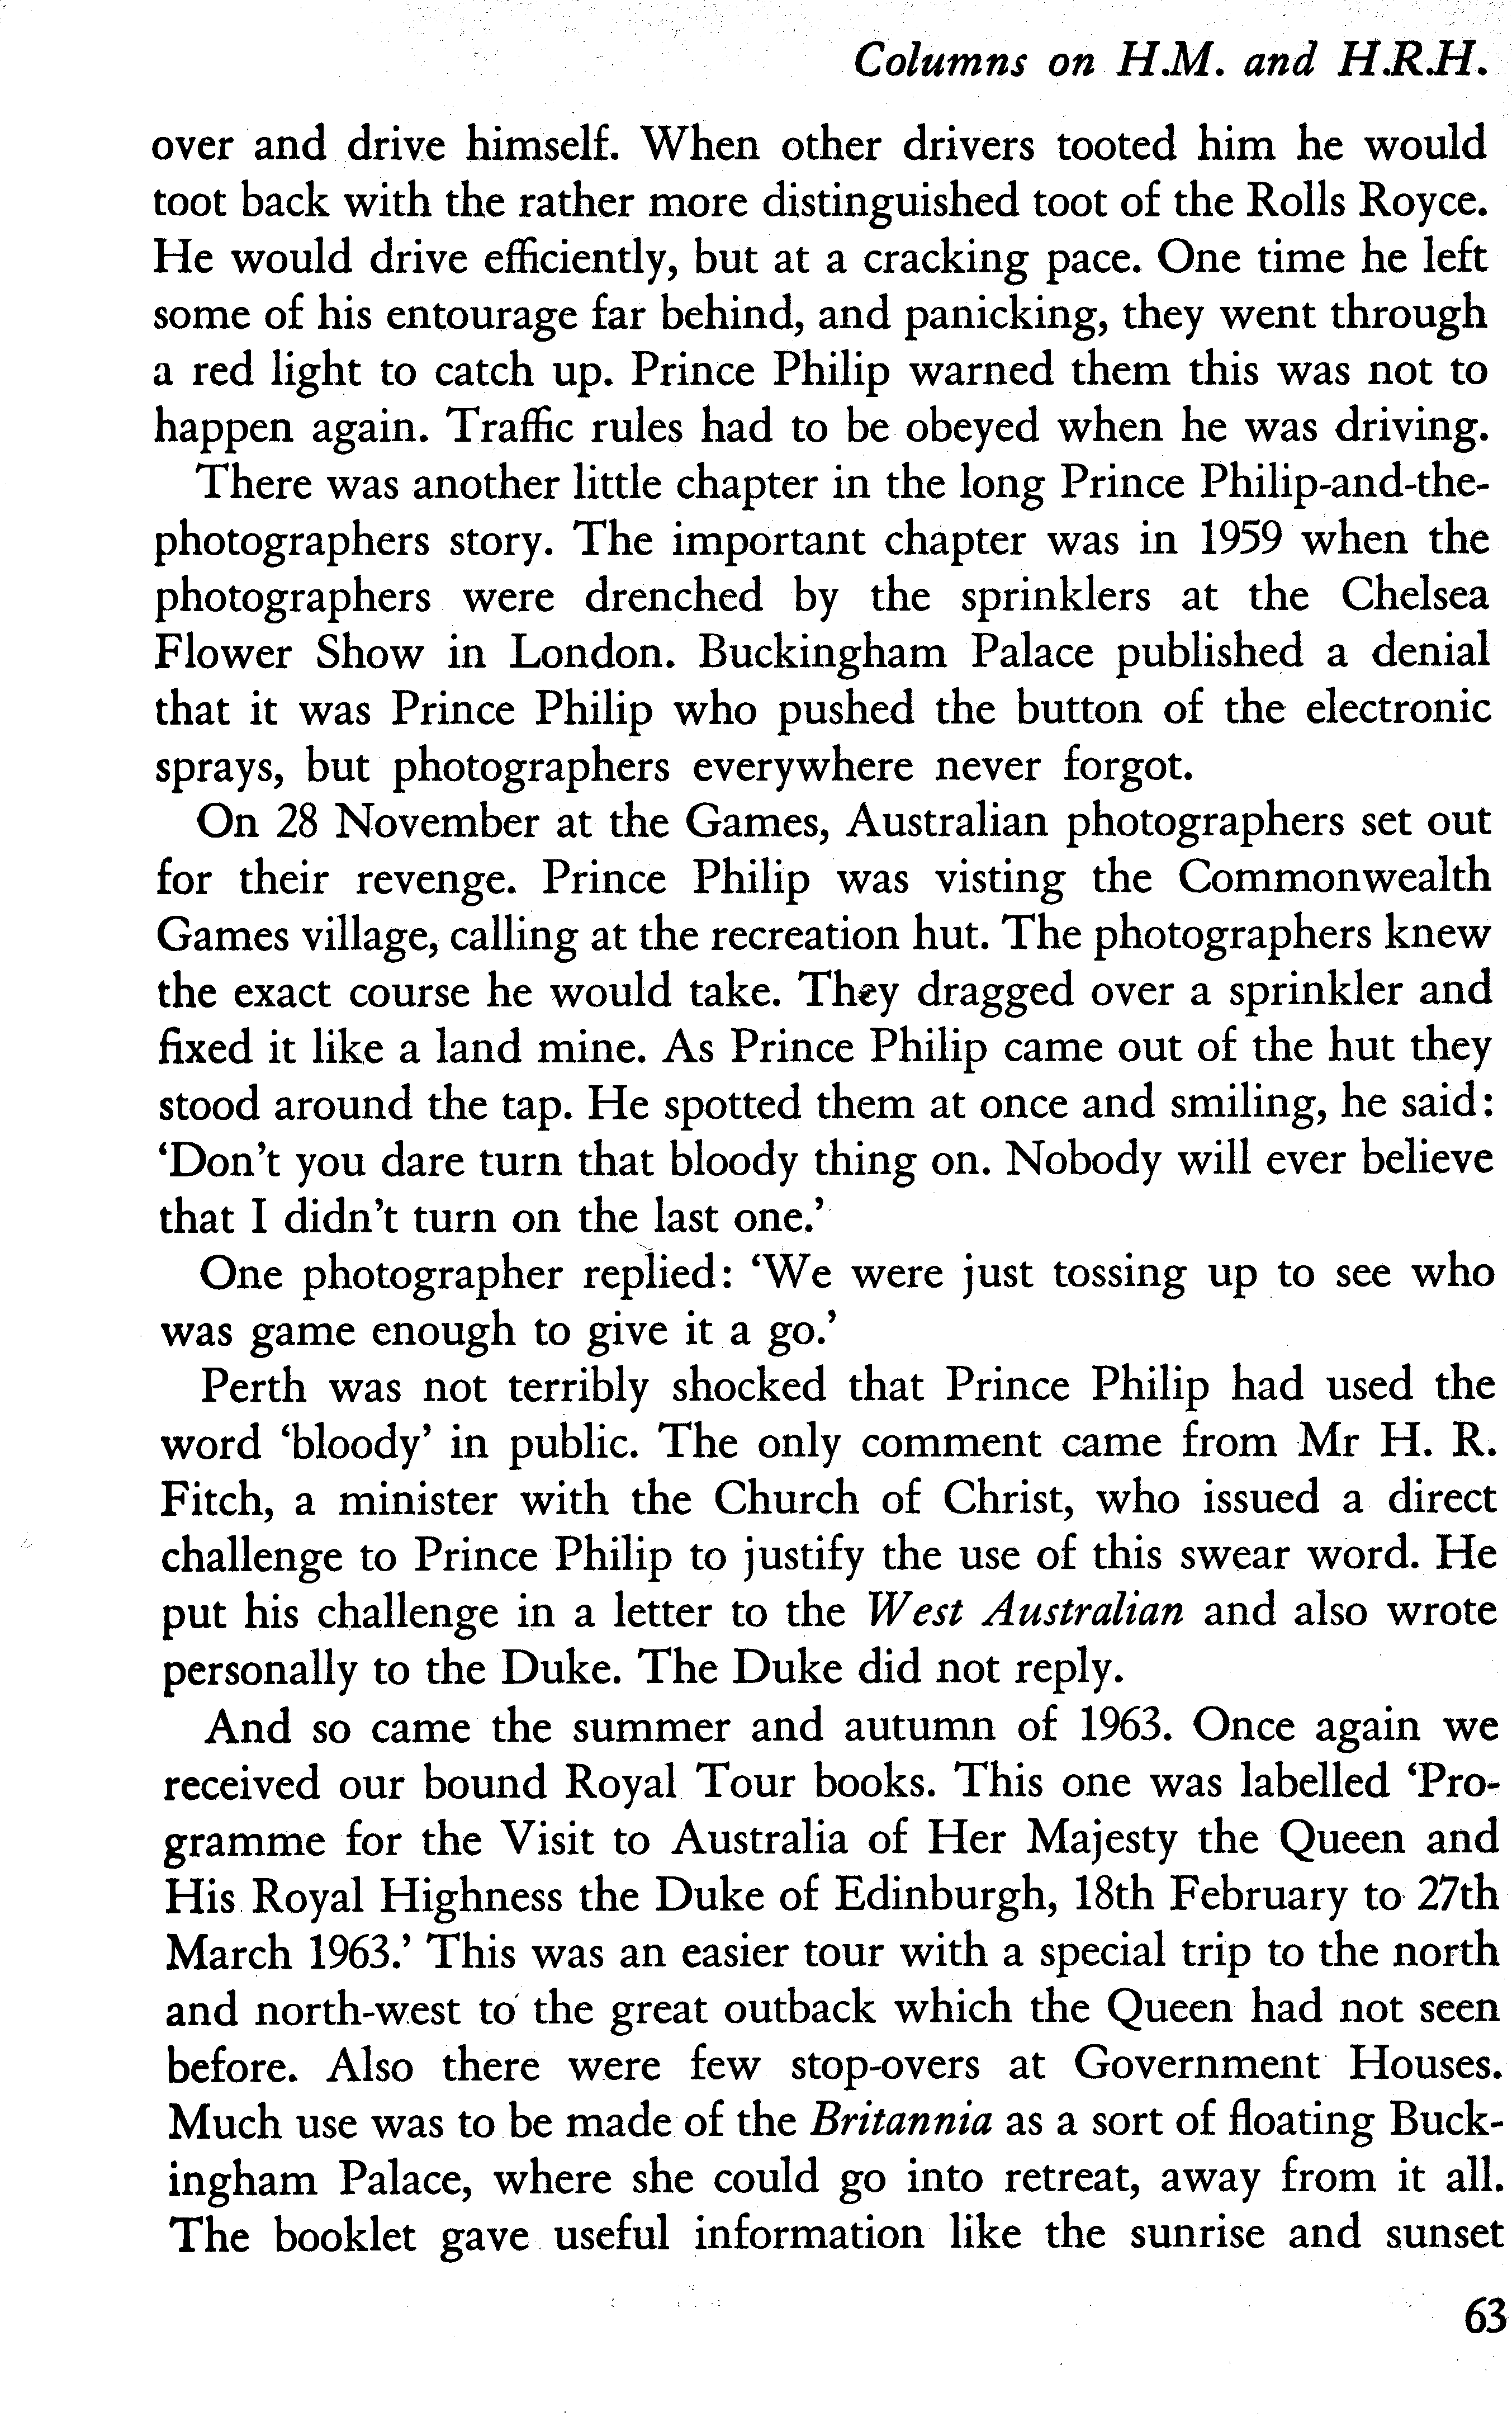 Columns on H.M. and H.R.H.
over and drive himself. When other drivers tooted him he would
toot back with the rather more distinguished toot of the Rolls Royce.
He would drive efficiently, but at a cracking pace. One time he left
some of his entourage far behind, and panicking, they went through
a red light to catch up. Prince Philip warned them this was not to
happen again. Traffic rules had to be obeyed when he was driving.
There was another little chapter in the long Prince Philip-and-the-
photographers story. The important chapter was in 1959 when the
photographers were drenched by the sprinklers at the Chelsea
Flower Show in London. Buckingham Palace published a denial
that it was Prince Philip who pushed the button of the electronic
sprays, but photographers everywhere never forgot.
On 28 November at the Games, Australian photographers set out
for their revenge. Prince Philip was visting the Commonwealth
Games village, calling at the recreation hut. The photographers knew
the exact course he would take. They dragged over a sprinkler and
fixed it like a land mine. As Prince Philip came out of the hut they
stood around the tap. He spotted them at once and smiling, he said:
‘Don’t you dare turn that bloody thing on. Nobody will ever believe
that I didn’t turn on the last one.’
One photographer replied: ‘We were just tossing up to see who
was game enough to give it a go.’
Perth was not terribly shocked that Prince Philip had used the
word ‘bloody’ in public. The only comment came from Mr H. R.
Fitch, a minister with the Church of Christ, who issued a direct
challenge to Prince Philip to justify the use of this swear word. He
put his challenge in a letter to the West Australian and also wrote
personally to the Duke. The Duke did not reply.
And so came the summer and autumn of 1963. Once again we
received our bound Royal Tour books. This one was labelled ‘Pro-
gramme for the Visit to Australia of Her Majesty the Queen and
His Royal Highness the Duke of Edinburgh, 18th February to 27th
March 1963.’ This was an easier tour with a special trip to the north
and north-west to the great outback which the Queen had not seen
before. Also there were few stop-overs at Government Houses.
Much use was to be made of the Britannia as a sort of floating Buck-
ingham Palace, where she could go into retreat, away from it all.
The booklet gave useful information like the sunrise and sunset
63